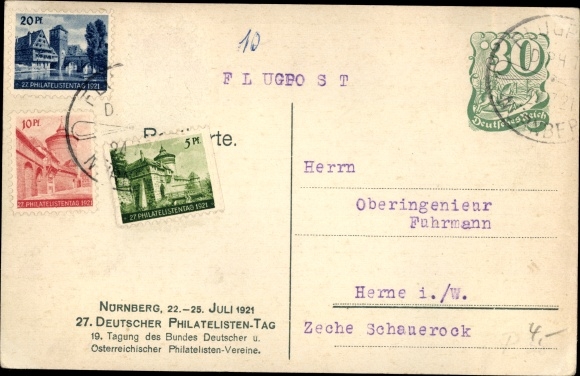 20 Pf.
27. PHILATELISTENTAG 1921
10 Pf.
27. PHILATELISTENTAG 1921
5 Pf
27. PHILATELISTENTAG 1921
10
FLUGPOST
30
Deutsches Reich
Herrn
Oberingenieur
Fuhrmann
Herne i./W.
Zeche Schauerock
4,-
NÜRNBERG, 22.–25. JULI 1921
27. DEUTSCHER PHILATELISTEN-TAG
19. Tagung des Bundes Deutscher u.
Österreichischer Philatelisten-Vereine.